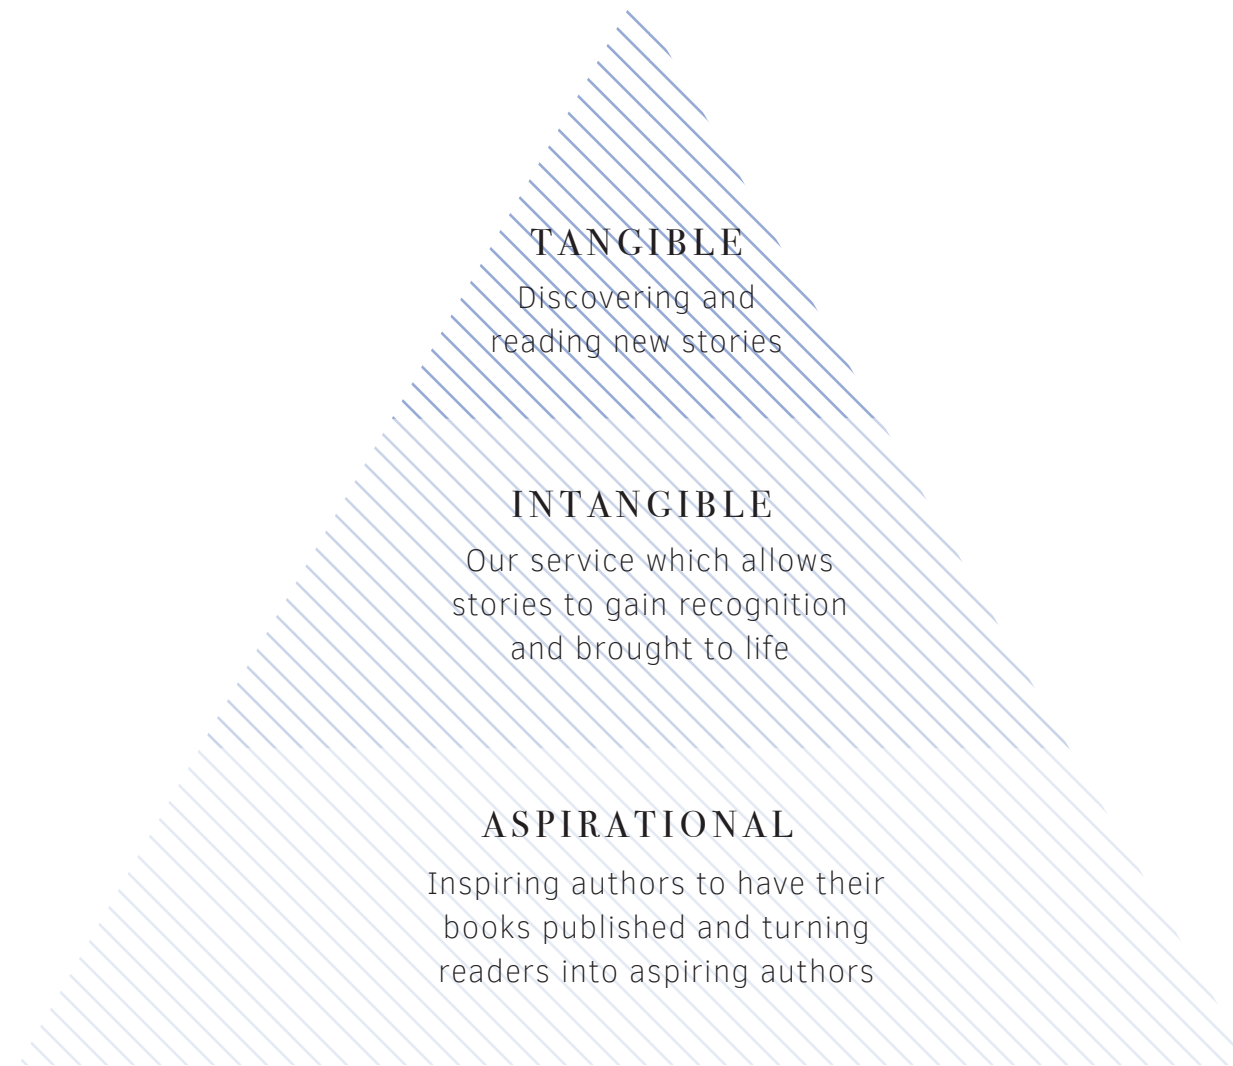 TANGIBLE
Discovering and
reading new stories
INTANGIBLE
Our service which allows
stories to gain recognition
and brought to life
ASPIRATIONAL
Inspiring authors to have their
books published and turning
readers into aspiring authors